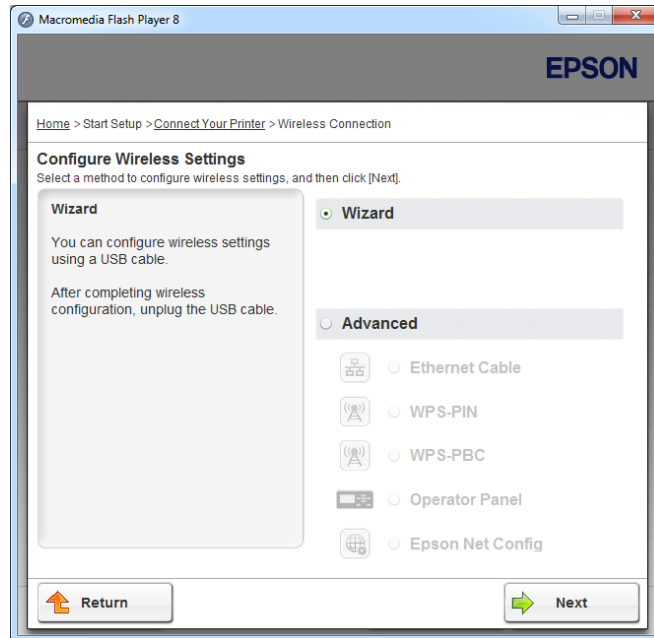 Macromedia Flash Player 8
EPSON
Home > Start Setup > Connect Your Printer > Wireless Connection
Configure Wireless Settings
Select a method to configure wireless settings, and then click [Next].
Wizard
You can configure wireless settings
using a USB cable.
After completing wireless
configuration, unplug the USB cable.
Wizard
Advanced
Ethernet Cable
WPS-PIN
WPS-PBC
Operator Panel
Epson Net Config
Return
Next